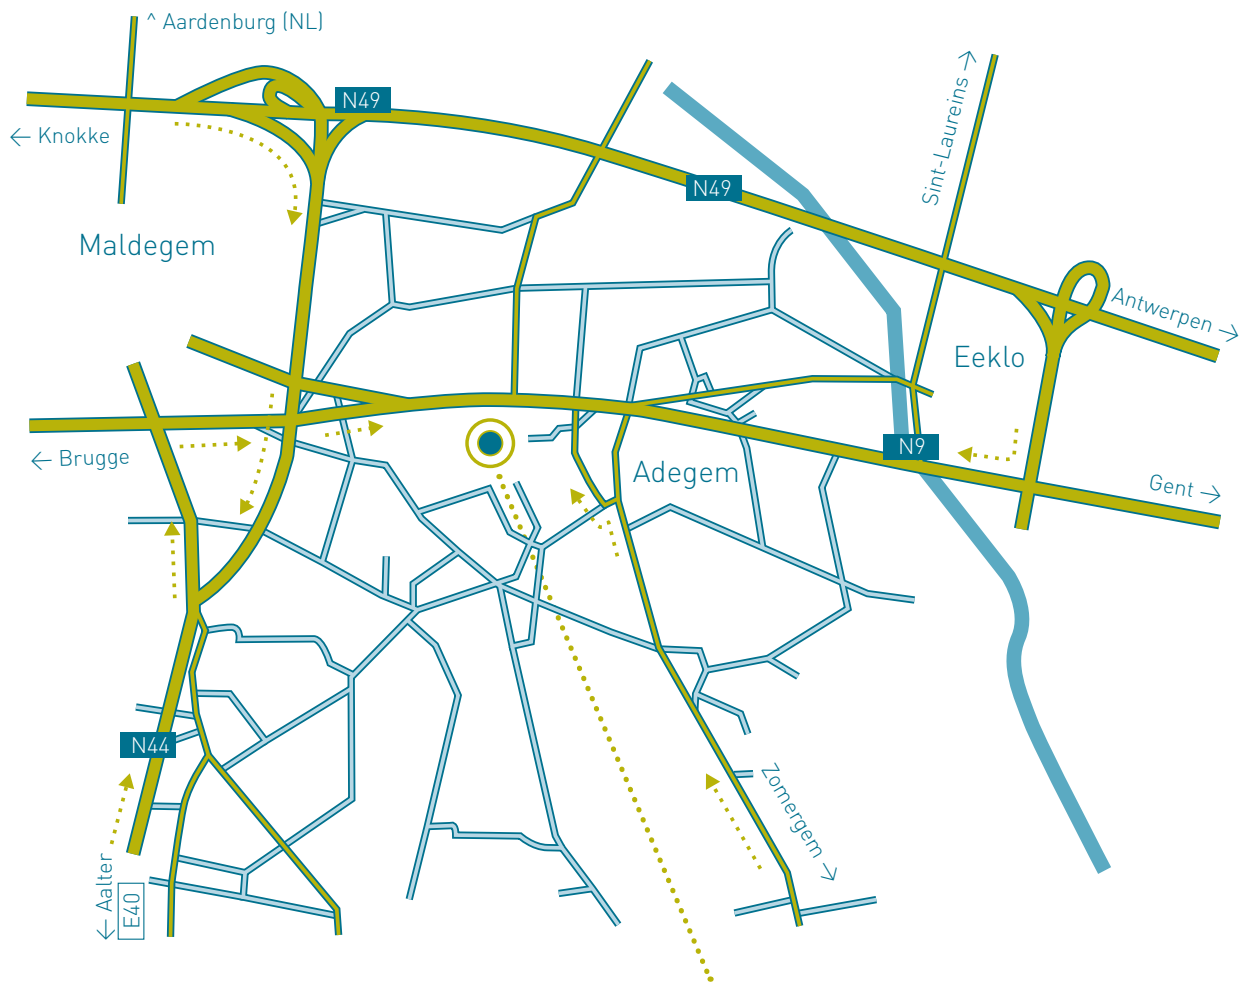 ^ Aardenburg (NL)
N49
← Knokke
Sint-Laureins →
N49
Maldegem
Antwerpen →
Eeklo
N9
← Brugge
Adegem
Gent →
N44
Zomergem →
← Aalter
E40